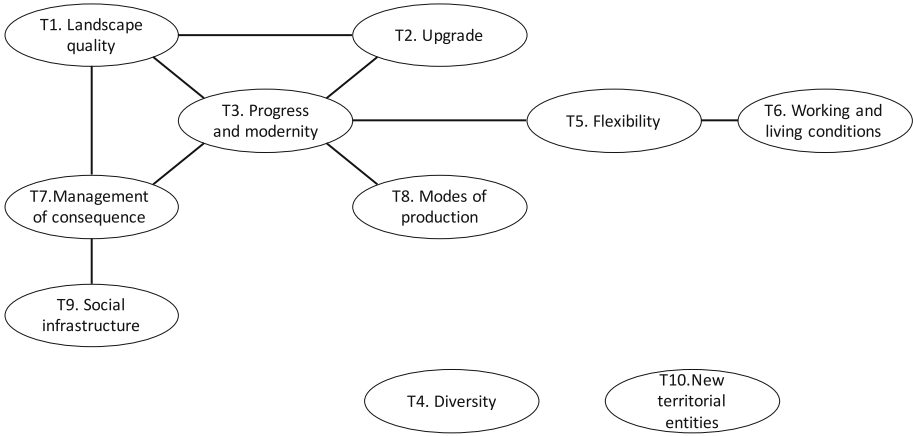 T1. Landscape
quality
T2. Upgrade
T3. Progress
and modernity
T5. Flexibility
T6. Working and
living conditions
T7.Management
of consequence
T8. Modes of
production
T9. Social
infrastructure
T4. Diversity
T10.New
territorial
entities